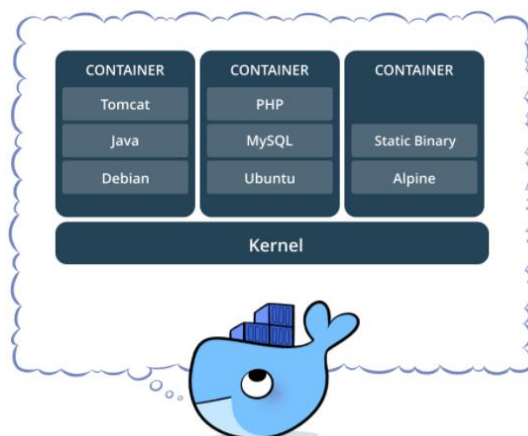 CONTAINER
Tomcat
Java
Debian
CONTAINER
PHP
MySQL
Ubuntu
CONTAINER
Static Binary
Alpine
Kernel